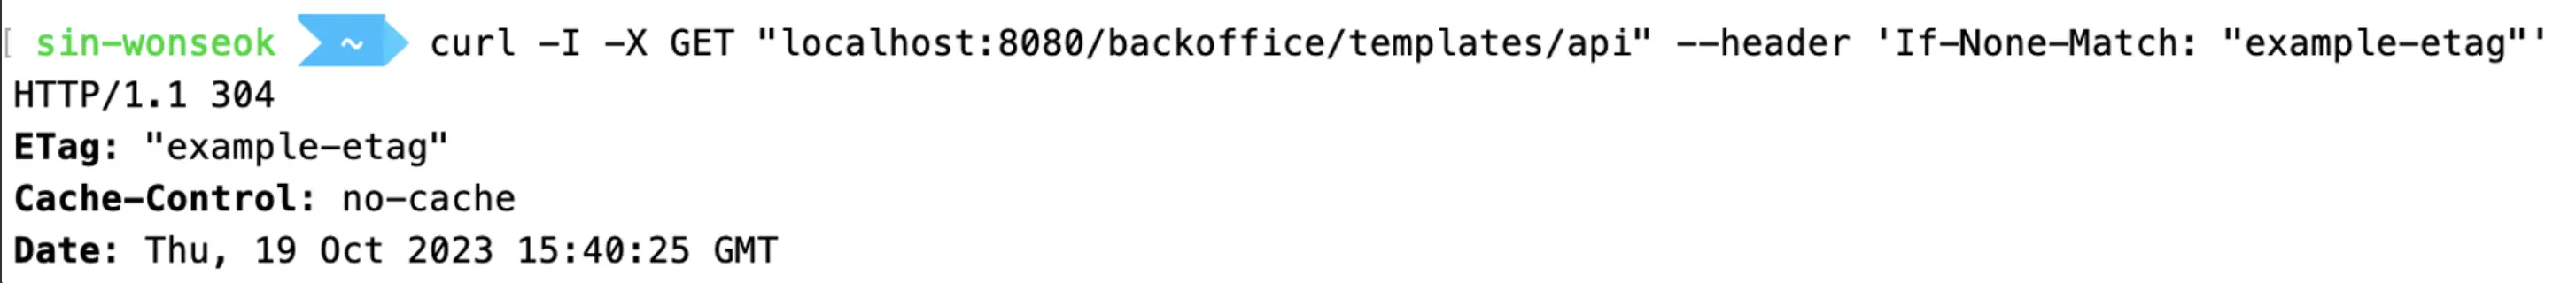 [ sin-wonseok ~ curl -I -X GET "localhost:8080/backoffice/templates/api" --header 'If-None-Match: "example-etag"'
HTTP/1.1 304
ETag: "example-etag"
Cache-Control: no-cache
Date: Thu, 19 Oct 2023 15:40:25 GMT